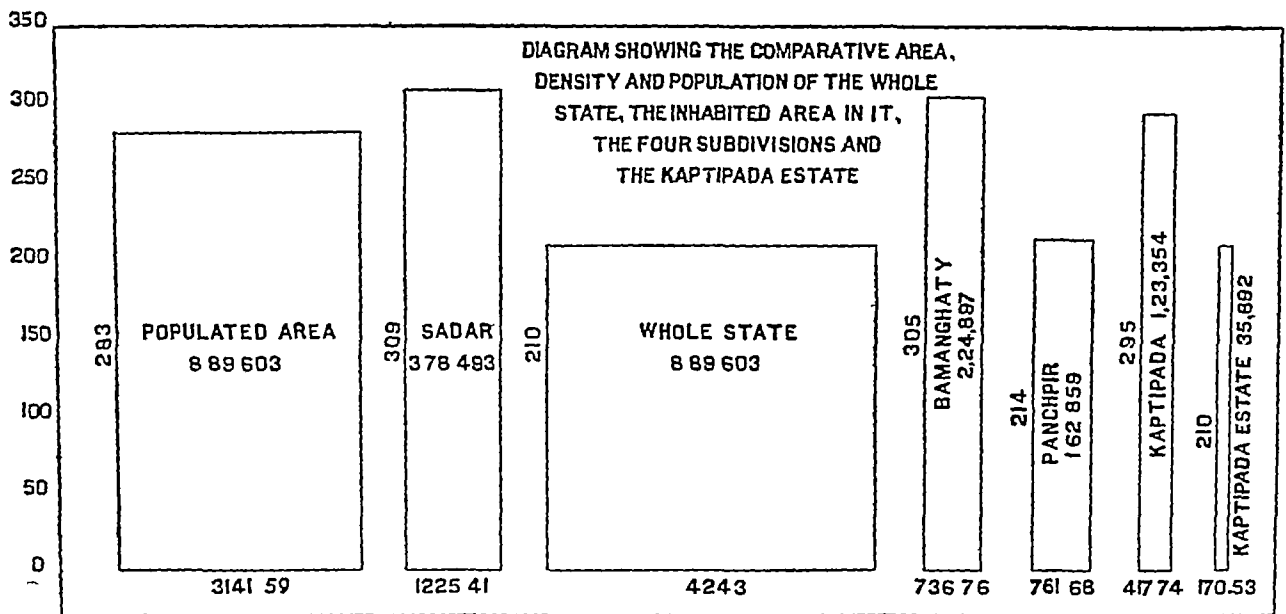 DIAGRAM SHOWING THE COMPARATIVE AREA,
DENSITY AND POPULATION OF THE WHOLE
STATE, THE INHABITED AREA IN IT,
THE FOUR SUBDIVISIONS AND
THE KAPTIPADA ESTATE
350
300
250
200
150
100
50
0
283
POPULATED AREA
8 89 603
3141 59
309
SADAR
378 493
1225 41
210
WHOLE STATE
8 89 603
4243
305
BAMANGHATY
2,24,897
736 76
214
PANCHPIR
162 859
761 68
295
KAPTIPADA 1,23,354
417 74
210
KAPTIPADA ESTATE 35,892
170.53